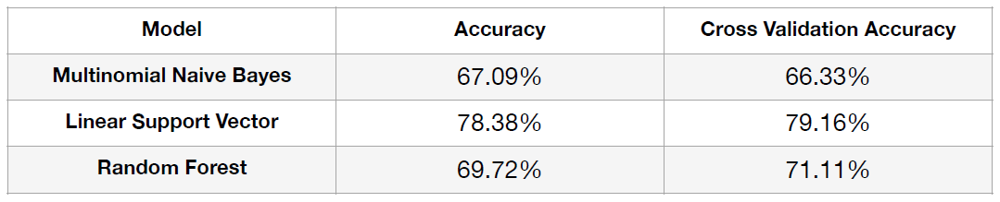 Model Accuracy Cross Validation Accuracy
Multinomial Naive Bayes 67.09% 66.33%
Linear Support Vector 78.38% 79.16%
Random Forest 69.72% 71.11%